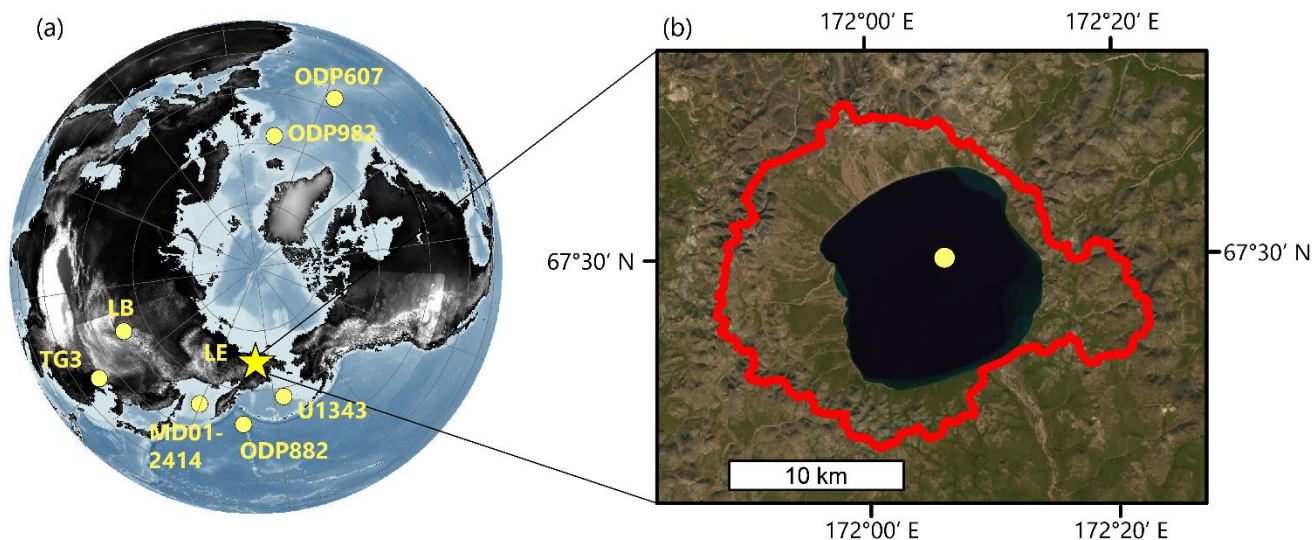 (a)
ODP607
ODP982
LB
TG3
LE
U1343
MD01-
2414
ODP882
(b)
172°00’ E
172°20’ E
67°30’ N
67°30’ N
10 km
172°00’ E
172°20’ E